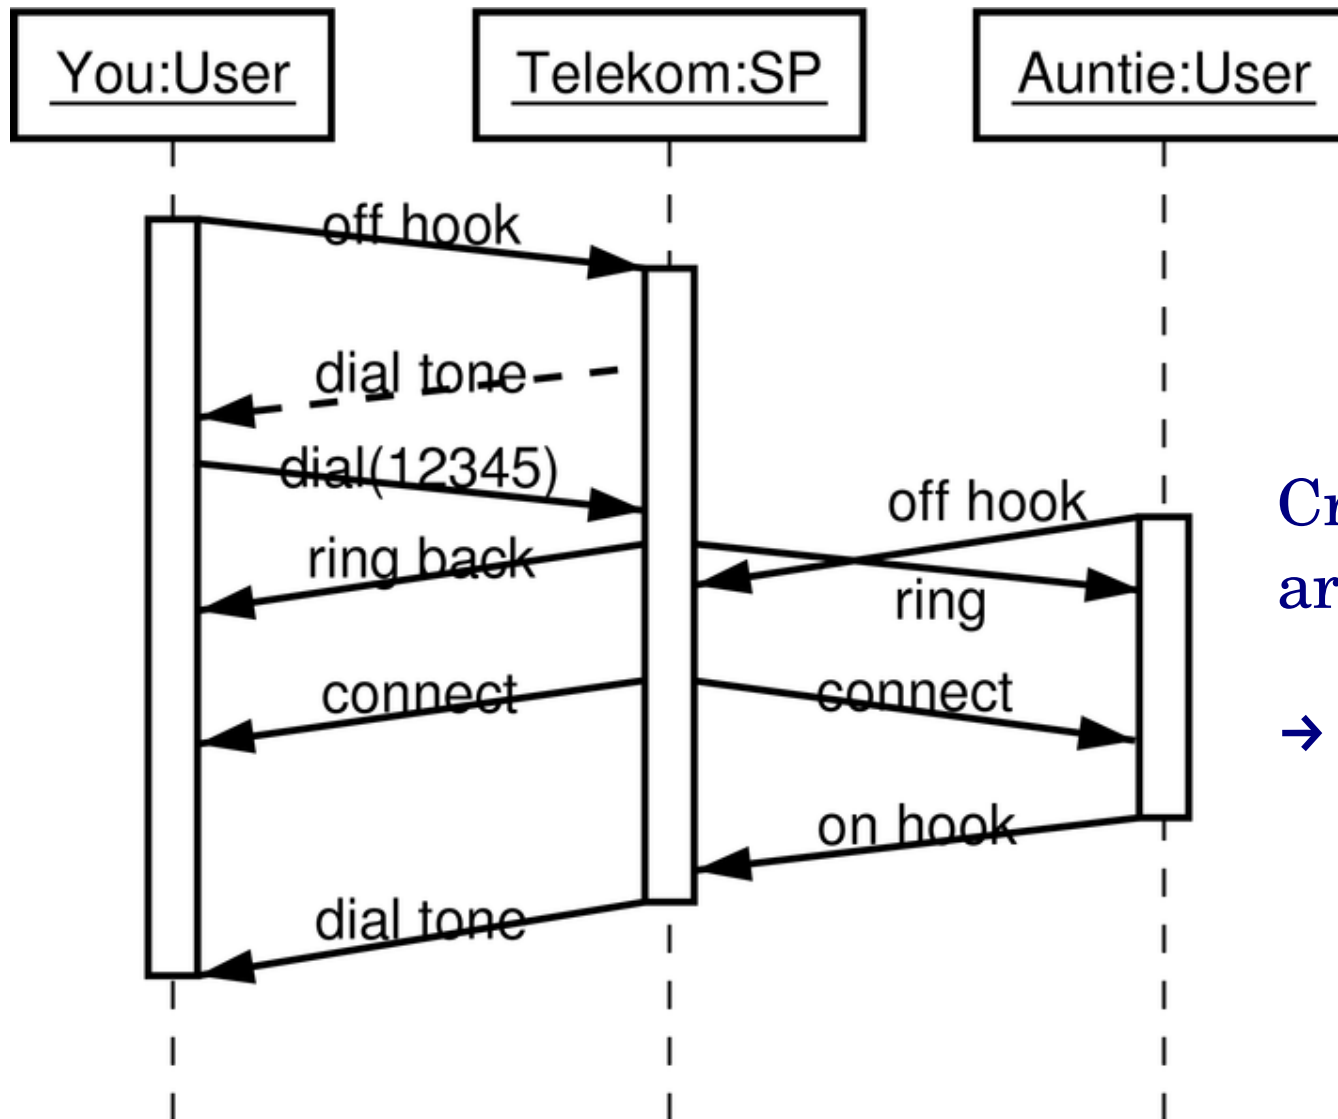 You:User
Telekom:SP
Auntie:User
off hook
dial tone
dial(12345)
off hook
ring back
ring
connect
connect
on hook
dial tone
→